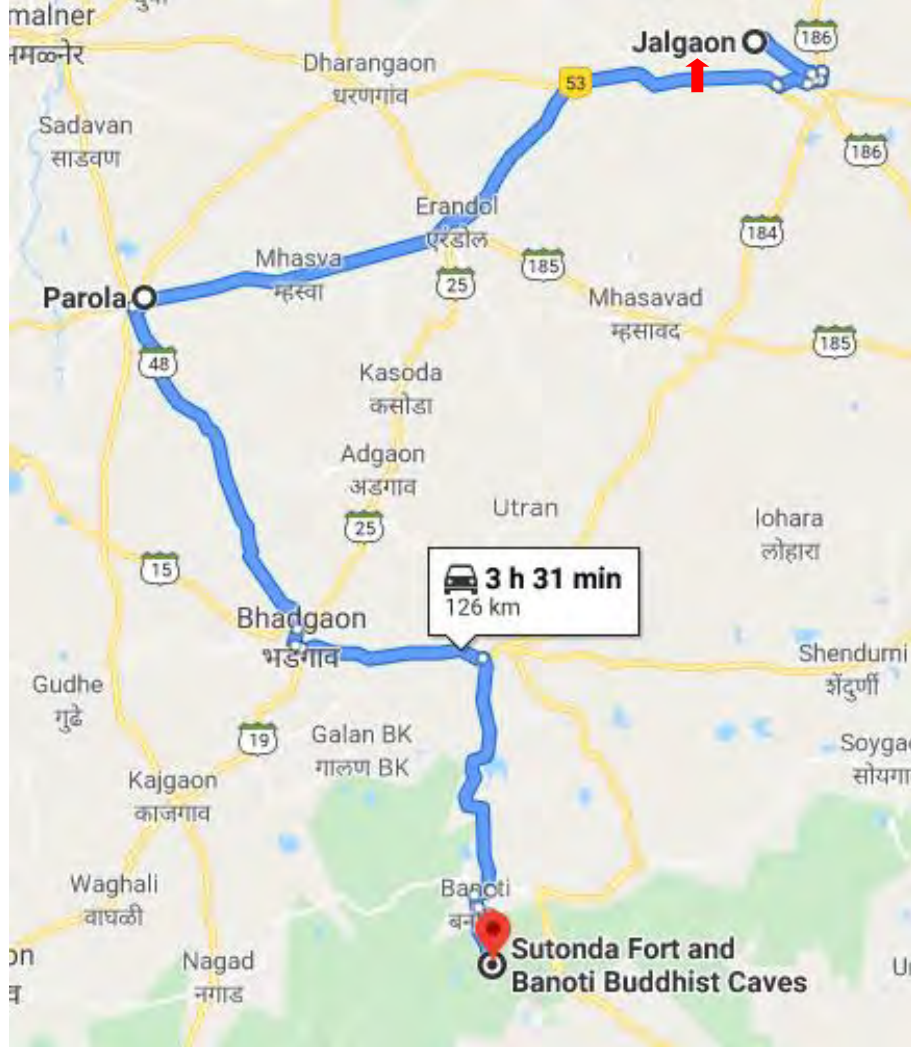 malner
186
Jalgaon
Dharangaon
धरणगांव
53
Sadavan
साडवण
186
Erandol
एरंडोल
184
Mhasva
म्हस्वा
185
25
Parola
Mhasavad
म्हसावद
185
48
Kasoda
कसोडा
Adgaon
अडगाव
Utran
lohara
लोहारा
25
15
3 h 31 min
126 km
Bhadgaon
भडगाव
Shendurni
शेंदुर्णी
Gudhe
गुढे
19
Galan BK
गालण BK
Soyga
सोयगा
Kajgaon
काजगाव
Waghali
वाघळी
Banoti
Sutonda Fort and
Banoti Buddhist Caves
on
व
Nagad
नगाड